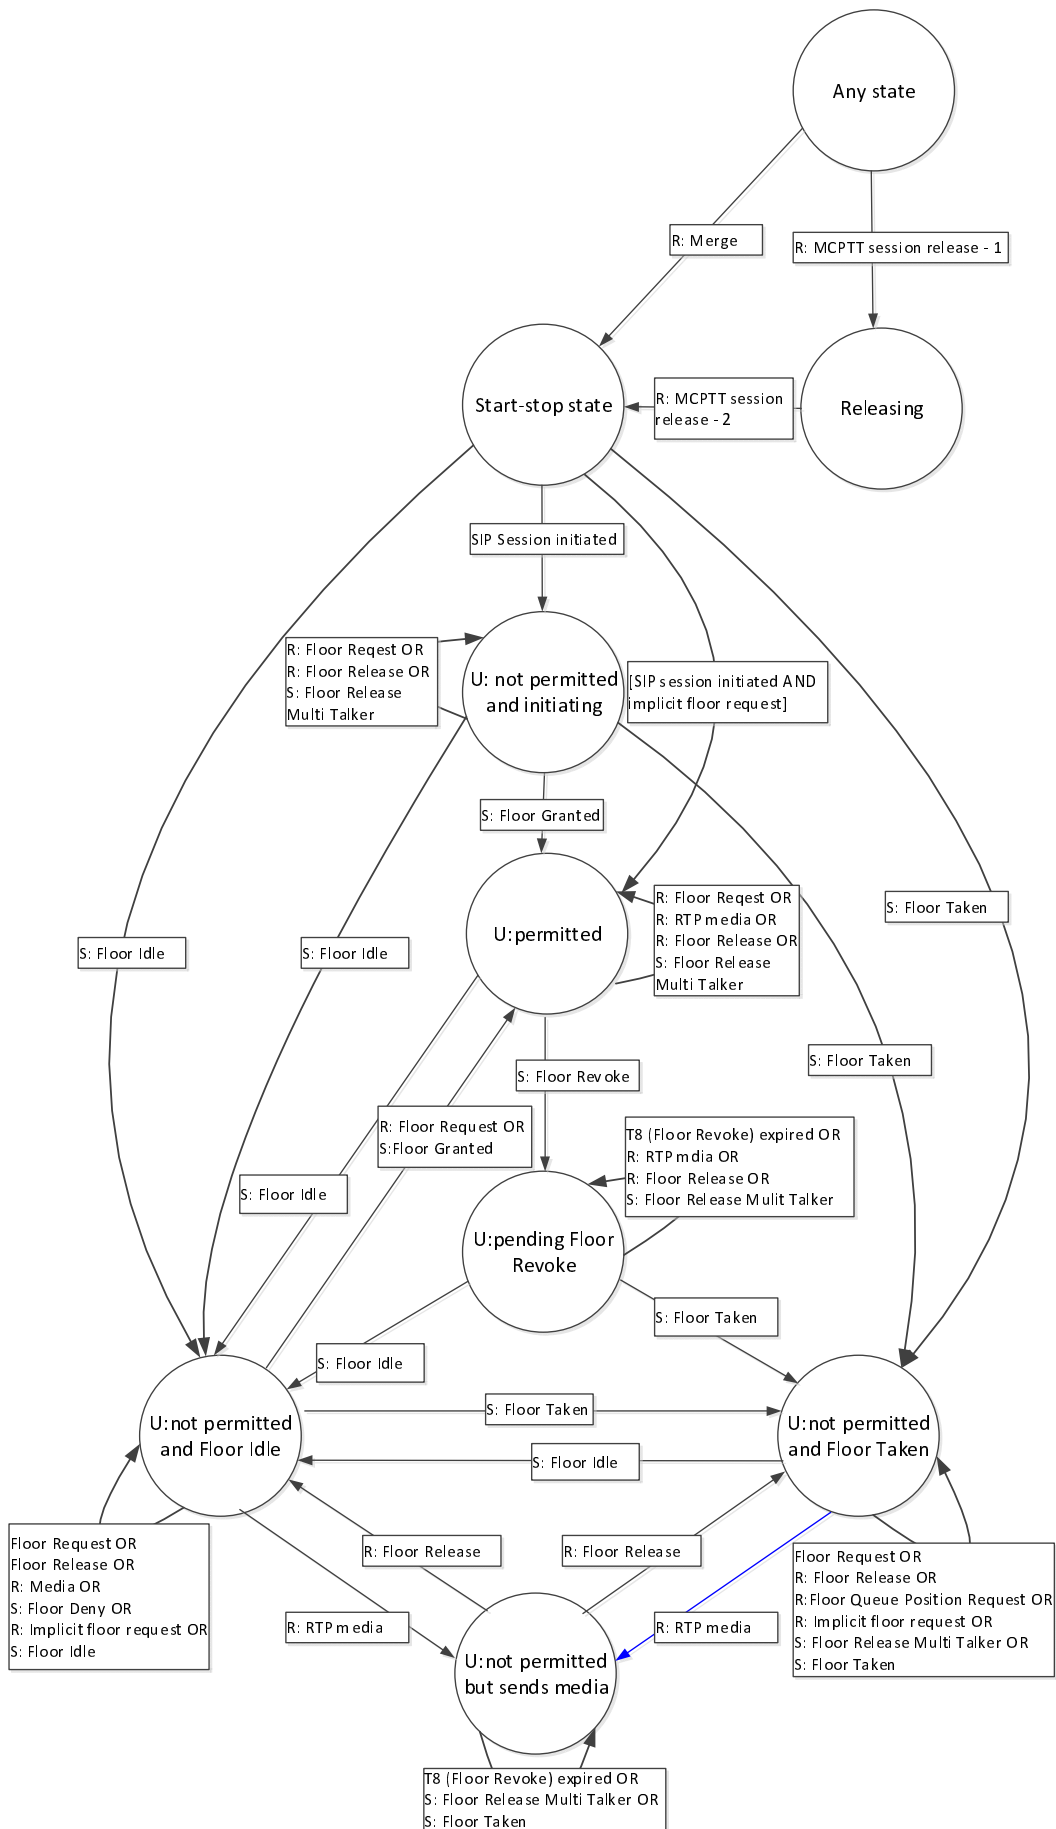 Any state
R: Merge
R: MCPTT session release - 1
Start-stop state
R: MCPTT session
release - 2
Releasing
SIP Session initiated
R: Floor Reqest OR
R: Floor Release OR
S: Floor Release
Multi Talker
U: not permitted
and initiating
[SIP session initiated AND
implicit floor request]
S: Floor Granted
U:permitted
R: Floor Reqest OR
R: RTP media OR
R: Floor Release OR
S: Floor Release
Multi Talker
S: Floor Taken
S: Floor Idle
S: Floor Idle
S: Floor Taken
S: Floor Revoke
R: Floor Request OR
S:Floor Granted
T8 (Floor Revoke) expired OR
R: RTP mdia OR
R: Floor Release OR
S: Floor Release Mulit Talker
S: Floor Idle
U:pending Floor
Revoke
S: Floor Taken
S: Floor Idle
U:not permitted
and Floor Idle
S: Floor Taken
S: Floor Idle
U:not permitted
and Floor Taken
Floor Request OR
Floor Release OR
R: Media OR
S: Floor Deny OR
R: Implicit floor request OR
S: Floor Idle
R: Floor Release
R: Floor Release
Floor Request OR
R: Floor Release OR
R:Floor Queue Position Request OR
R: Implicit floor request OR
S: Floor Release Multi Talker OR
S: Floor Taken
R: RTP media
R: RTP media
U:not permitted
but sends media
T8 (Floor Revoke) expired OR
S: Floor Release Multi Talker OR
S: Floor Taken